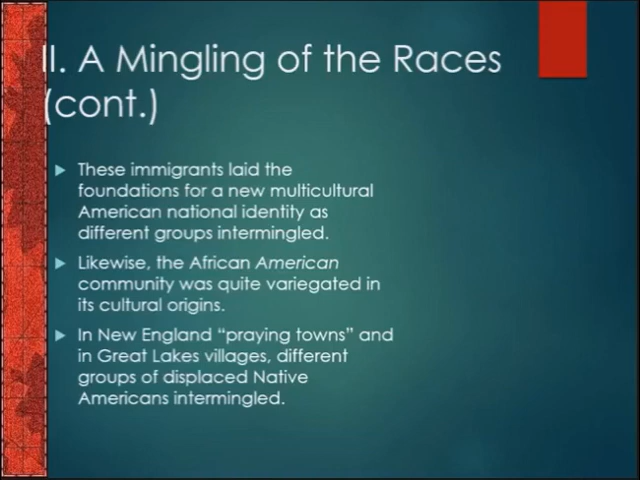 II. A Mingling of the Races
(cont.)
These immigrants laid the
foundations for a new multicultural
American national identity as
different groups intermingled.
Likewise, the African American
community was quite variegated in
its cultural origins.
In New England “praying towns” and
in Great Lakes villages, different
groups of displaced Native
Americans intermingled.